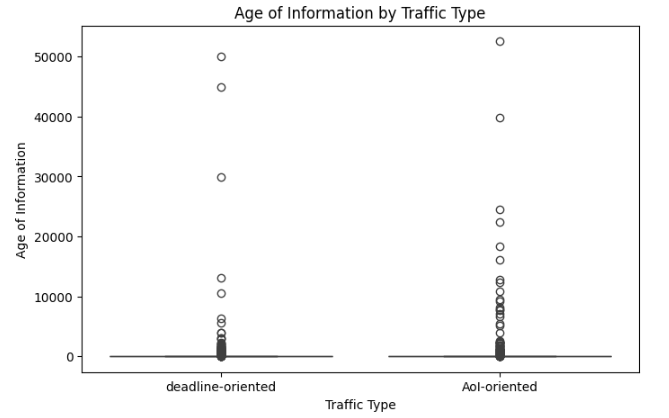 Age of Information by Traffic Type
Age of Information
50000
40000
30000
20000
10000
0
deadline-oriented
AoI-oriented
Traffic Type